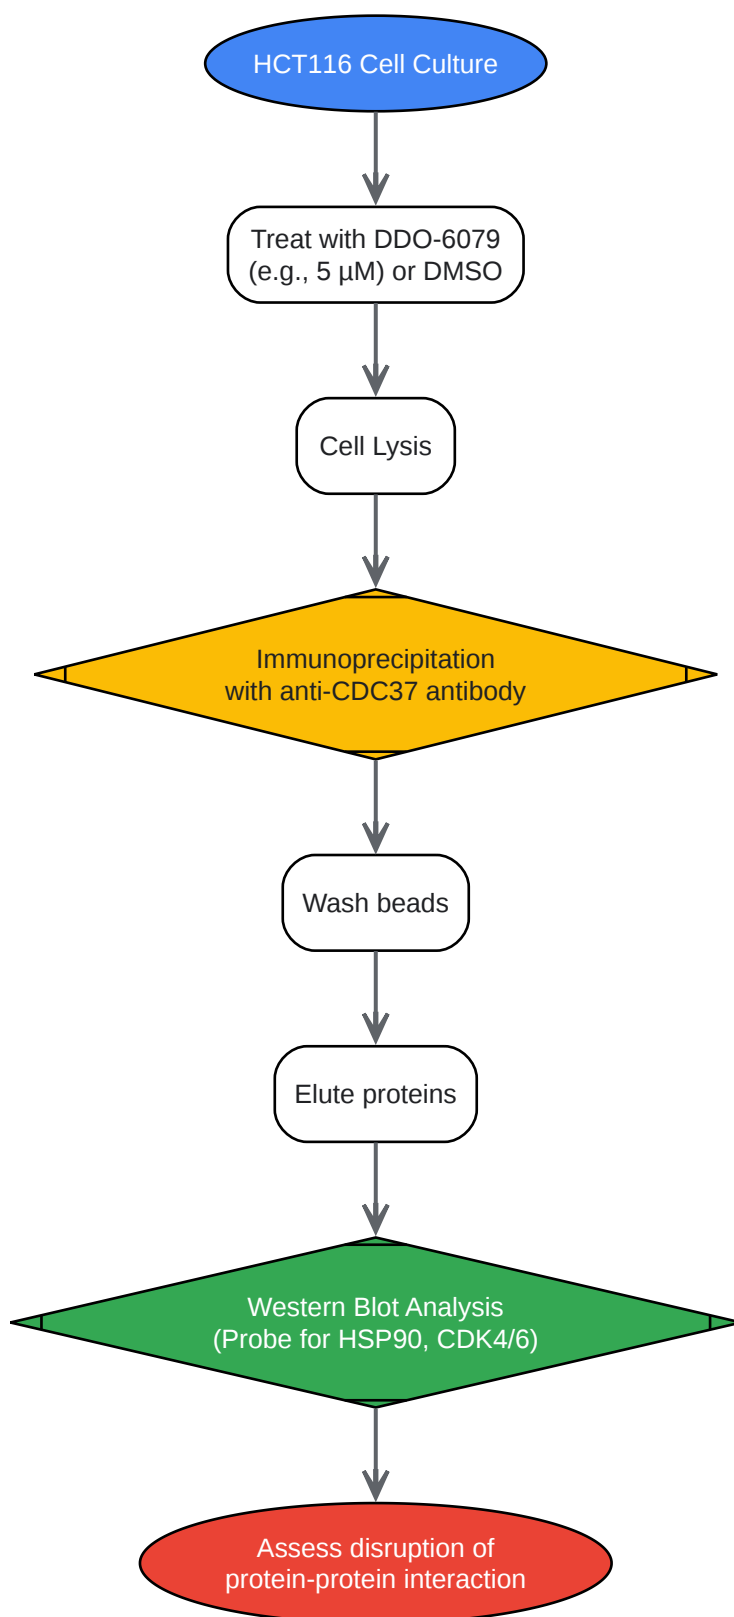 HCT116 Cell Culture
Treat with DDO-6079
(e.g., 5 µM) or DMSO
Cell Lysis
Immunoprecipitation
with anti-CDC37 antibody
Wash beads
Elute proteins
Western Blot Analysis
(Probe for HSP90, CDK4/6)
Assess disruption of
protein-protein interaction